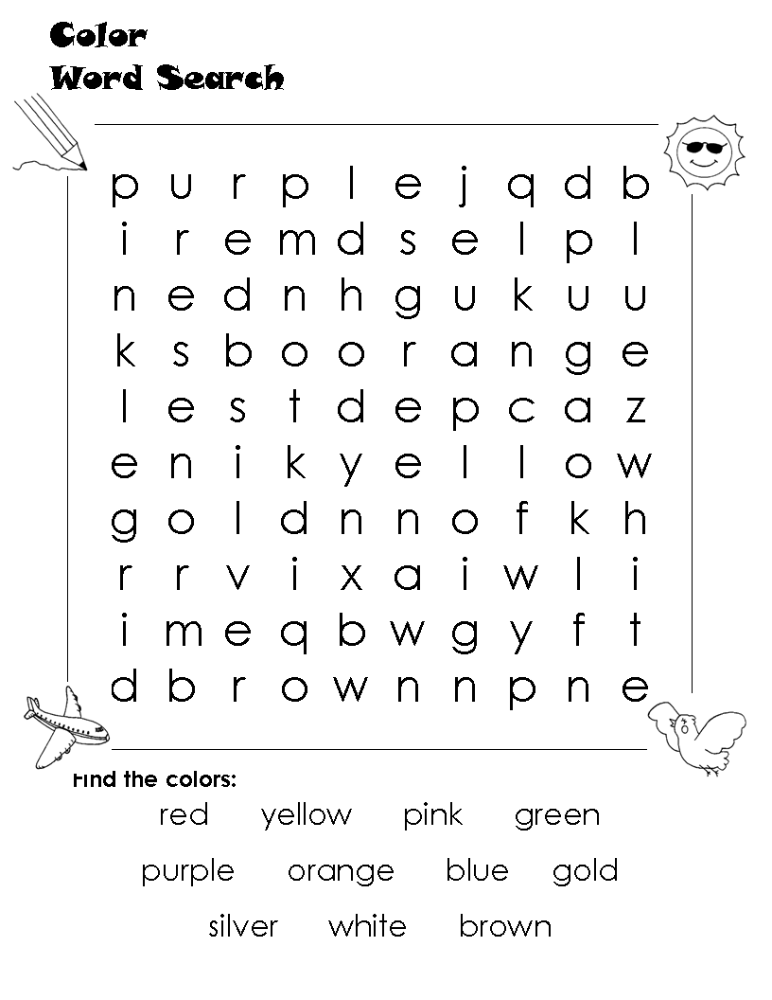 Color
Word Search
p u r p l e j q d b
i r e m d s e l p l
n e d n h g u k u u
k s b o o r a n g e
l e s t d e p c a z
e n i k y e l l o w
g o l d n n o f k h
r r v i x a i w l i
i m e q b w g y f t
d b r o w n n p n e
Find the colors:
red yellow pink green
purple orange blue gold
silver white brown